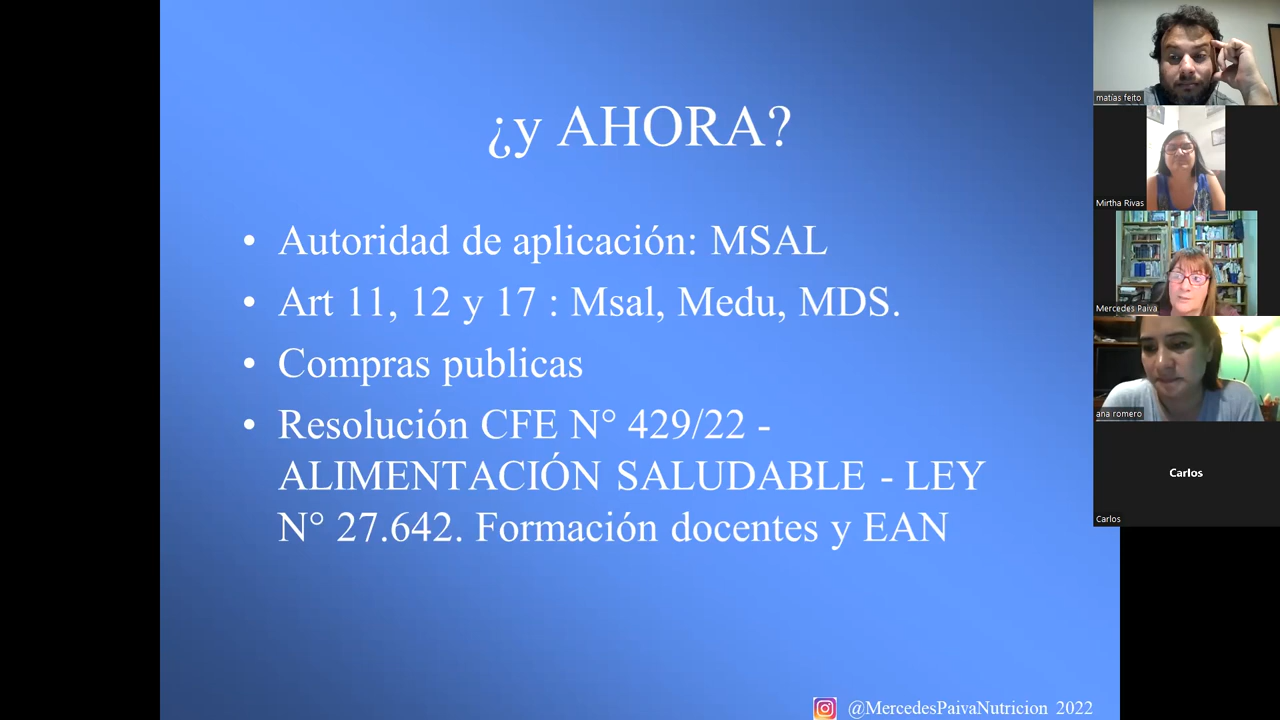 ¿y AHORA?
• Autoridad de aplicación: MSAL
• Art 11, 12 y 17 : Msal, Medu, MDS.
• Compras publicas
• Resolución CFE N° 429/22 -
ALIMENTACIÓN SALUDABLE - LEY
N° 27.642. Formación docentes y EAN
@MercedesPaivaNutricion 2022
matías feito
Mirtha Rivas
Mercedes Paiva
ana romero
Carlos
Carlos